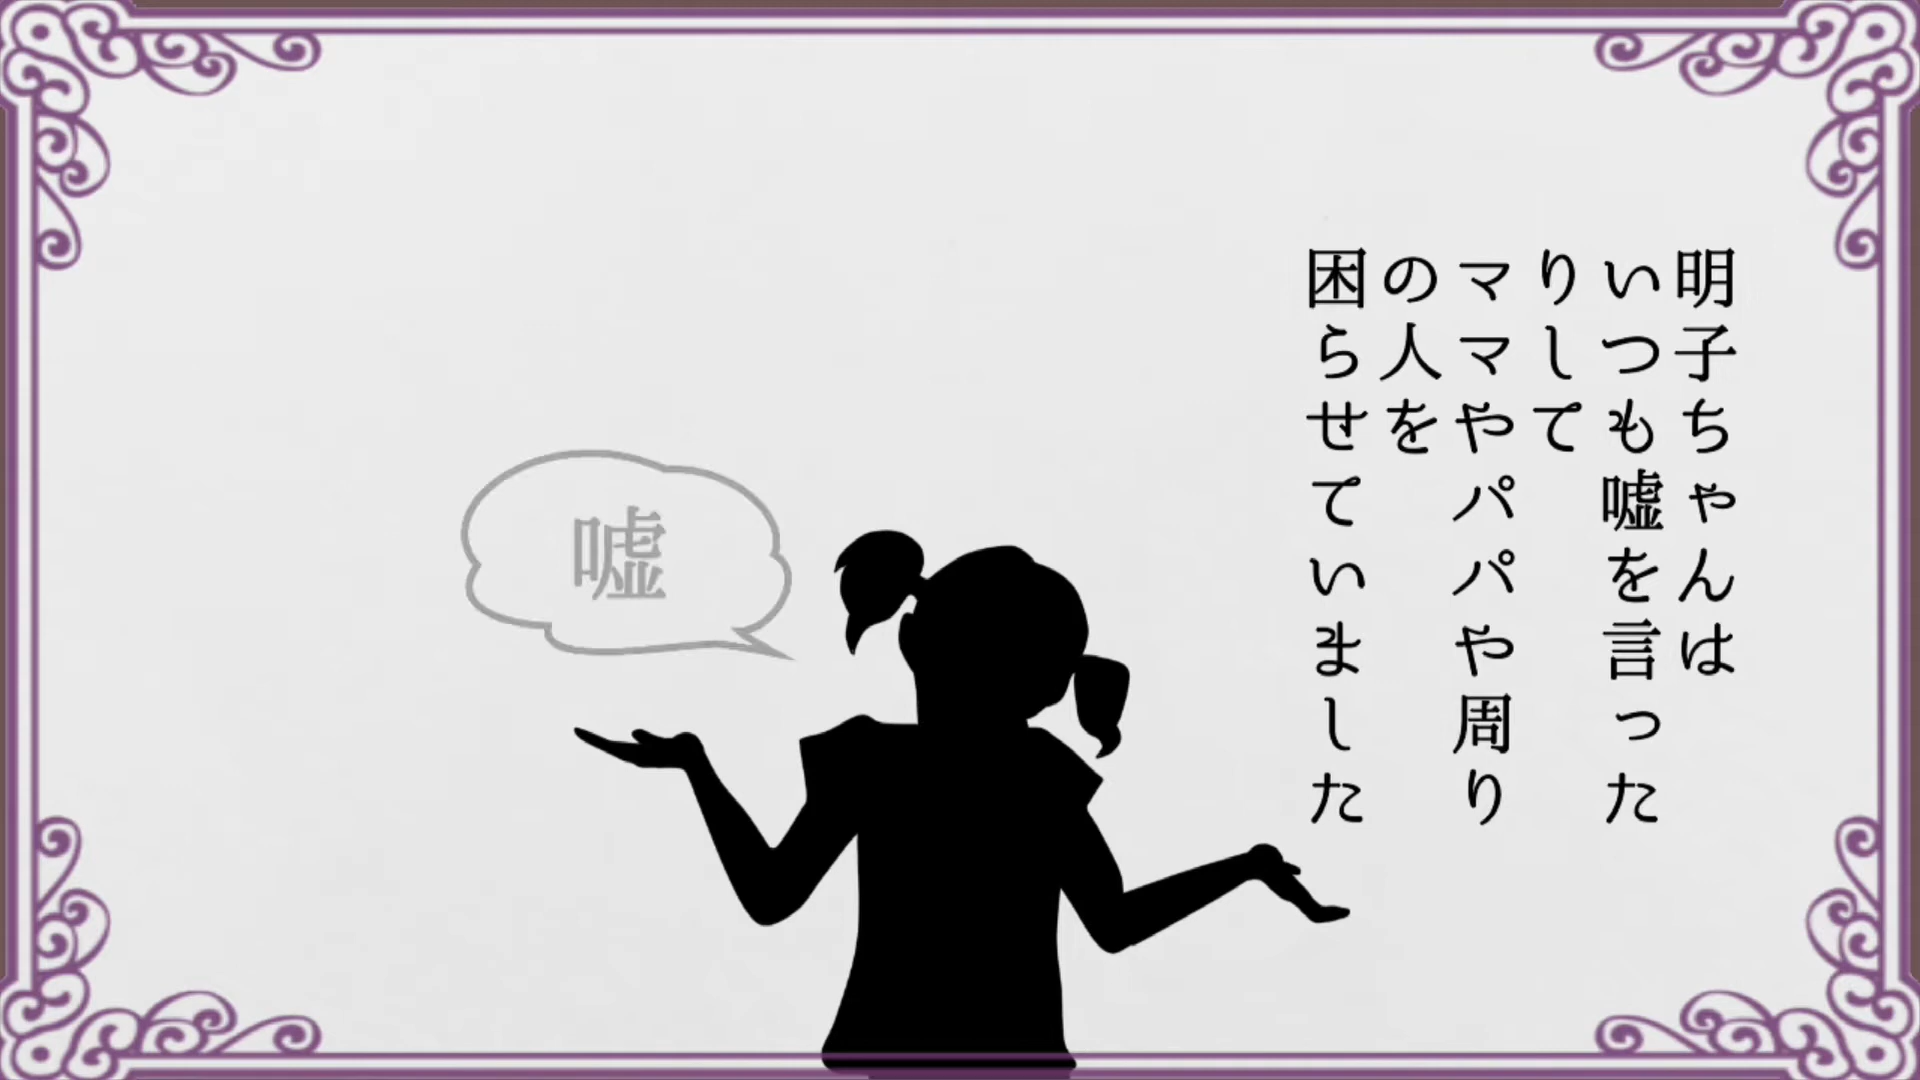 明子ちゃんは
いつも嘘を言った
りして
ママやパパや周り
の人を
困らせていました
嘘